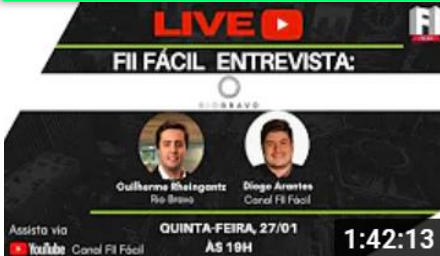 LIVE
FII FÁCIL ENTREVISTA:
RIO BRAVO
Guilherme Rheingantz
Rio Bravo
Diego Arantes
Canal FII Fácil
Assista via
YouTube Canal FII Fácil
QUINTA-FEIRA, 27/01
ÀS 19H
1:42:13